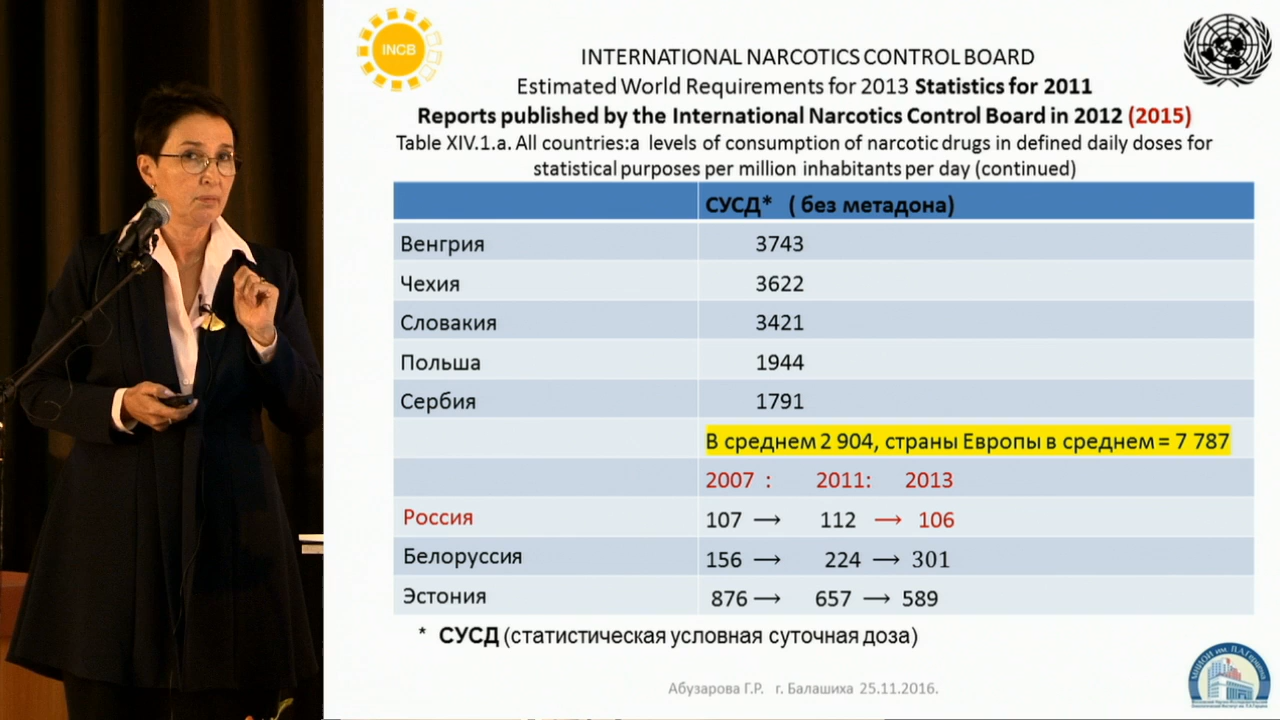 INCB
INTERNATIONAL NARCOTICS CONTROL BOARD
Estimated World Requirements for 2013 Statistics for 2011
Reports published by the International Narcotics Control Board in 2012 (2015)
Table XIV.1.a. All countries:a levels of consumption of narcotic drugs in defined daily doses for
statistical purposes per million inhabitants per day (continued)
СУСД* ( без метадона)
Венгрия 3743
Чехия 3622
Словакия 3421
Польша 1944
Сербия 1791
В среднем 2 904, страны Европы в среднем = 7 787
2007 : 2011: 2013
Россия 107 → 112 → 106
Белоруссия 156 → 224 → 301
Эстония 876 → 657 → 589
* СУСД (статистическая условная суточная доза)
Абузарова Г.Р. г. Балашиха 25.11.2016.
МНИОИ им. П.А.Герцена